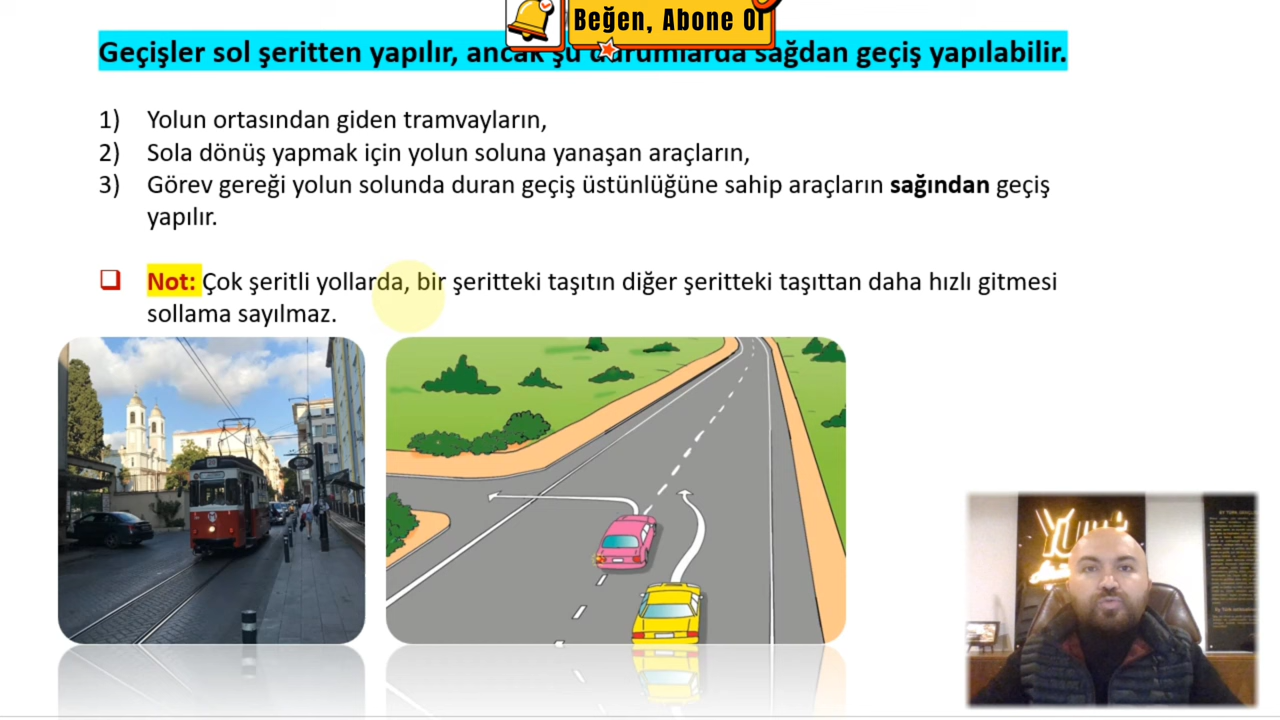 Beğen, Abone Ol
Geçişler sol şeritten yapılır, ancak şu durumlarda sağdan geçiş yapılabilir.
1) Yolun ortasından giden tramvayların,
2) Sola dönüş yapmak için yolun soluna yanaşan araçların,
3) Görev gereği yolun solunda duran geçiş üstünlüğüne sahip araçların sağından geçiş
yapılır.
Not: Çok şeritli yollarda, bir şeritteki taşıtın diğer şeritteki taşıttan daha hızlı gitmesi
sollama sayılmaz.